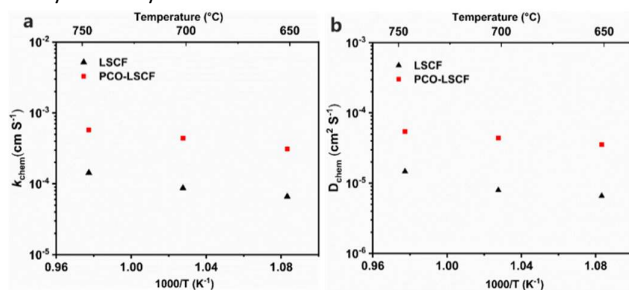 a
Temperature (°C)
750 700 650
10⁻²
10⁻³
10⁻⁴
10⁻⁵
k_chem (cm S⁻¹)
LSCF
PCO-LSCF
0.96 1.00 1.04 1.08
1000/T (K⁻¹)
b
Temperature (°C)
750 700 650
10⁻³
10⁻⁴
10⁻⁵
10⁻⁶
D_chem (cm² S⁻¹)
LSCF
PCO-LSCF
0.96 1.00 1.04 1.08
1000/T (K⁻¹)